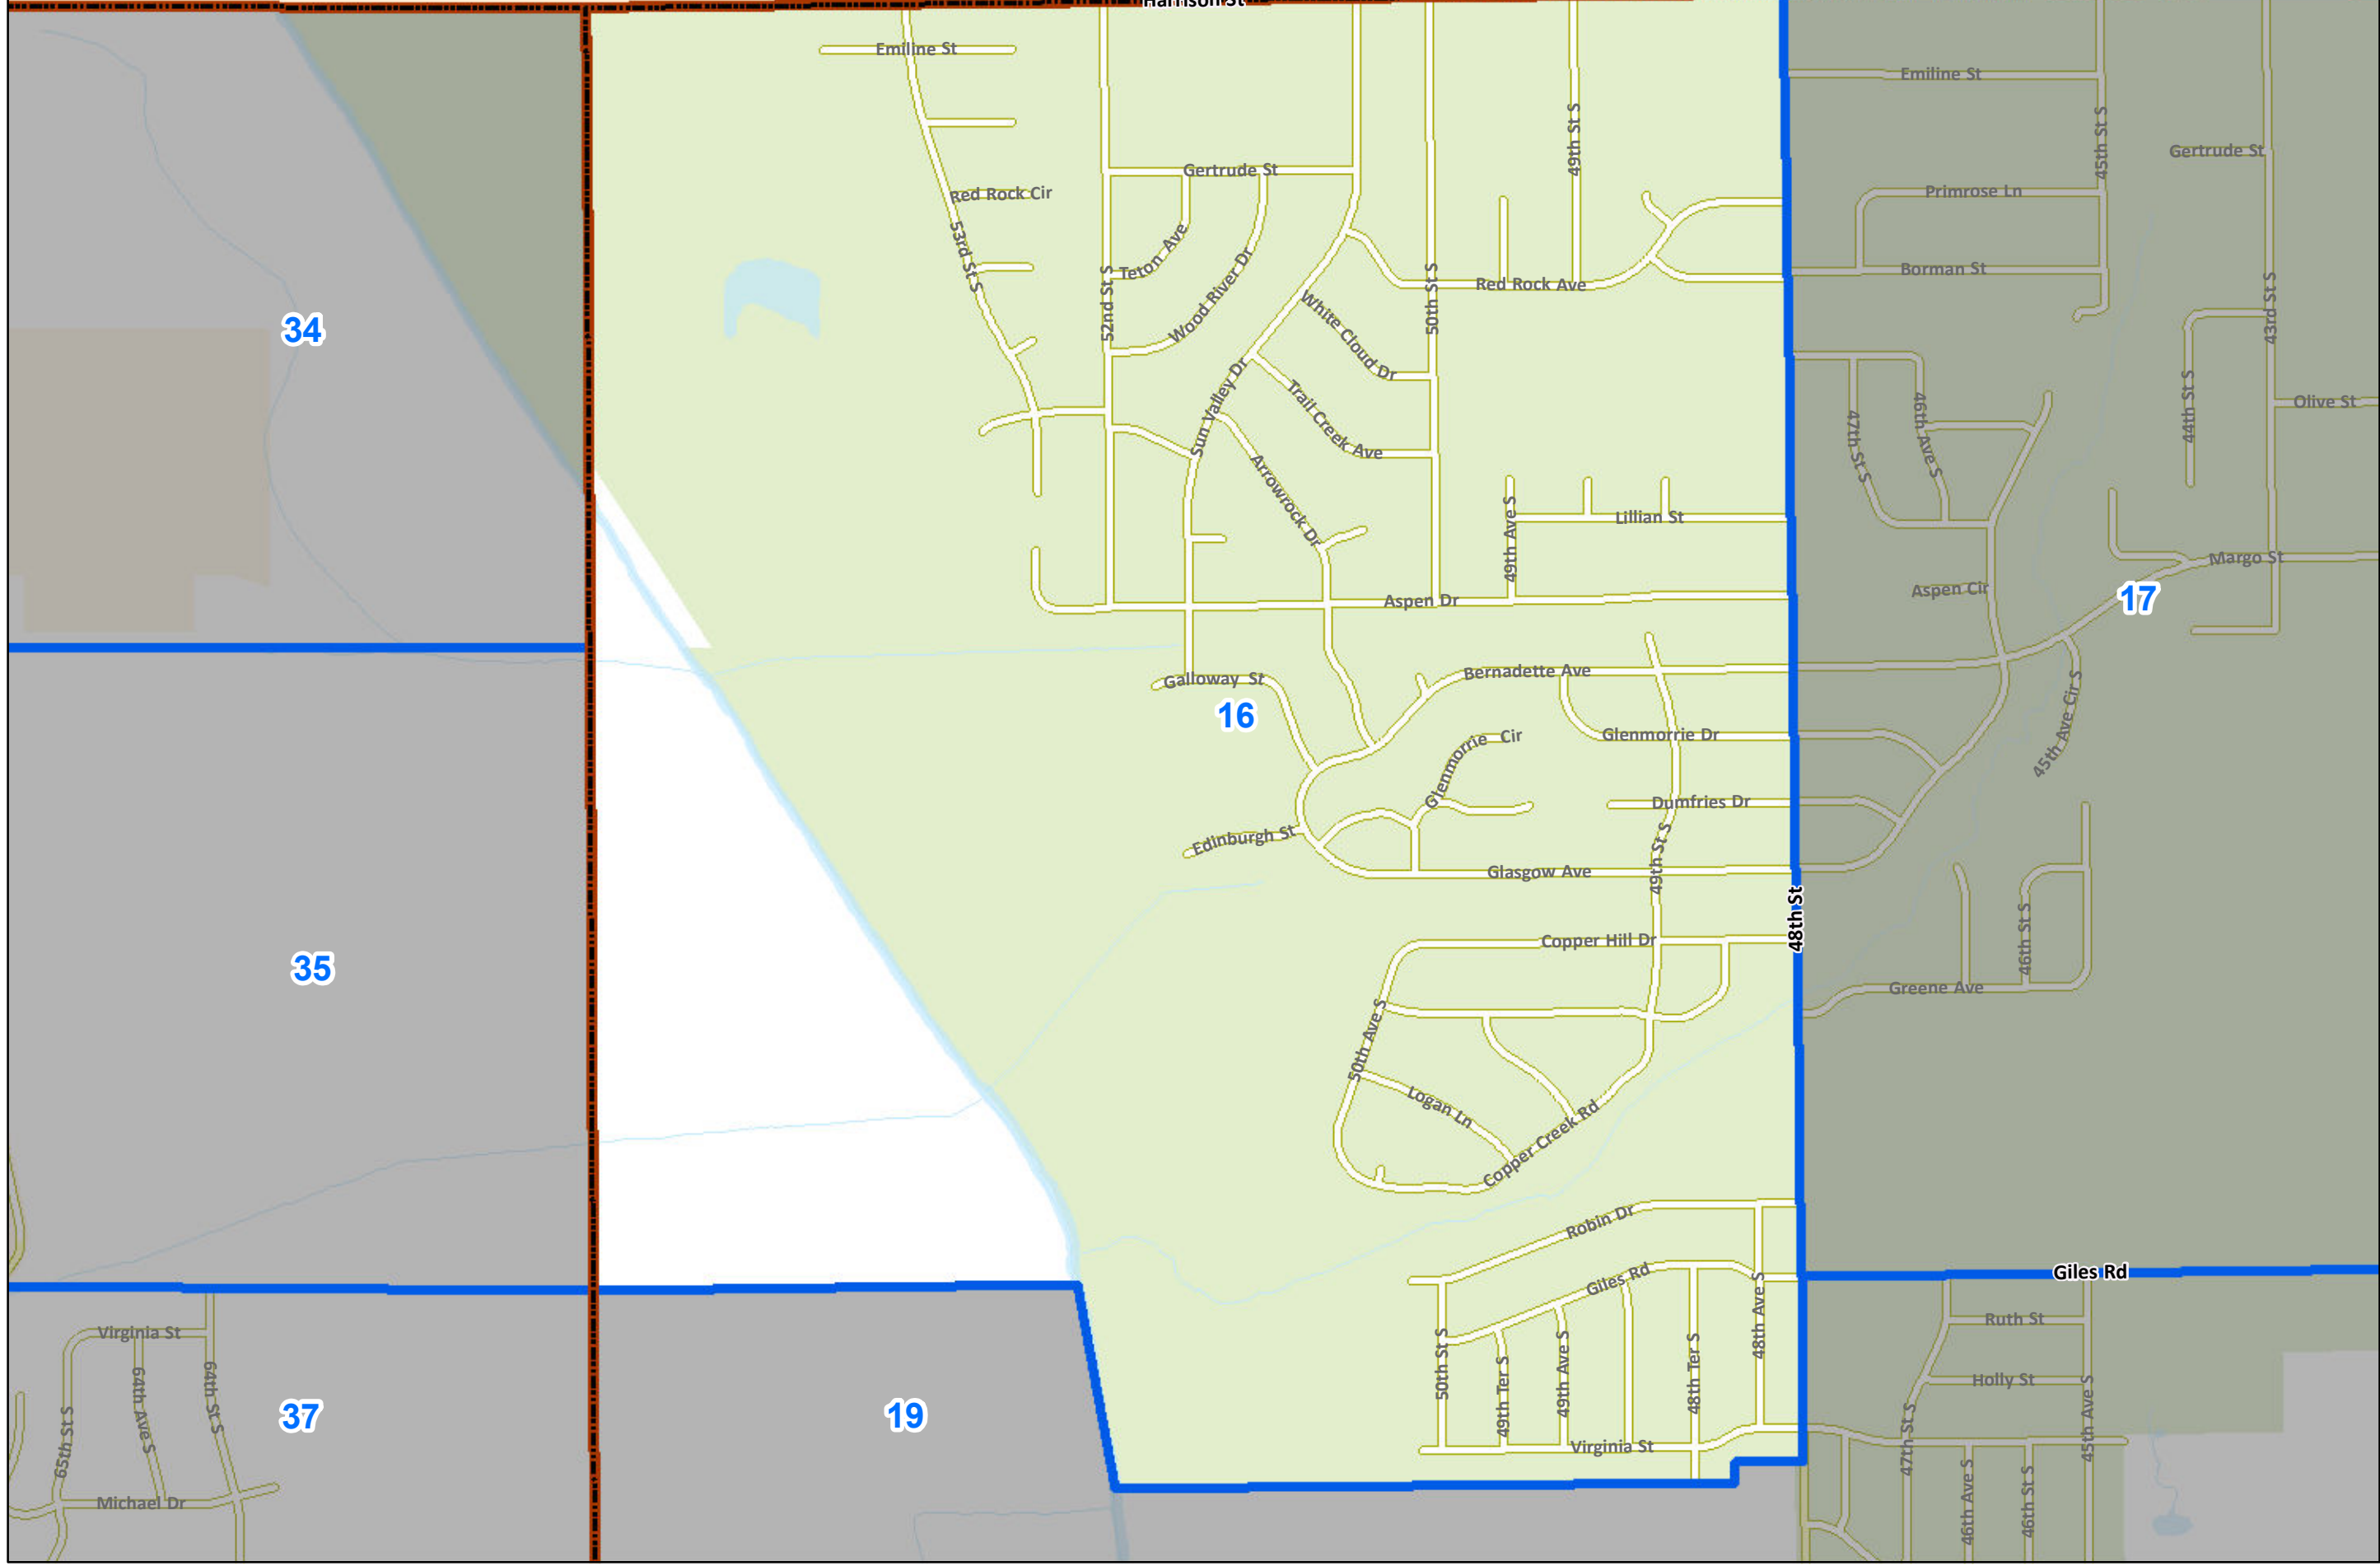 Harrison St
Emiline St
Emiline St
49th St S
45th St S
Gertrude St
Gertrude St
Red Rock Cir
Primrose Ln
53rd St S
Teton Ave
Wood River Dr
52nd St S
50th St S
Red Rock Ave
Borman St
43rd St S
34
White Cloud Dr
Sun Valley Dr
Trail Creek Ave
47th St S
46th Ave S
44th St S
Olive St
Arrowrock Dr
49th Ave S
Lillian St
Margo St
Aspen Dr
Aspen Cir
17
Galloway St
Bernadette Ave
45th Ave Cir S
16
Glenmorrie Cir
Glenmorrie Dr
Dumfries Dr
Edinburgh St
49th St S
Glasgow Ave
48th St
Copper Hill Dr
46th St S
35
Greene Ave
50th Ave S
Logan Ln
Copper Creek Rd
Robin Dr
Giles Rd
Giles Rd
Virginia St
48th Ave S
Ruth St
50th St S
49th Ter S
49th Ave S
48th Ter S
Holly St
64th Ave S
64th St S
37
19
65th St S
Virginia St
47th St S
45th Ave S
Michael Dr
46th Ave S
46th St S